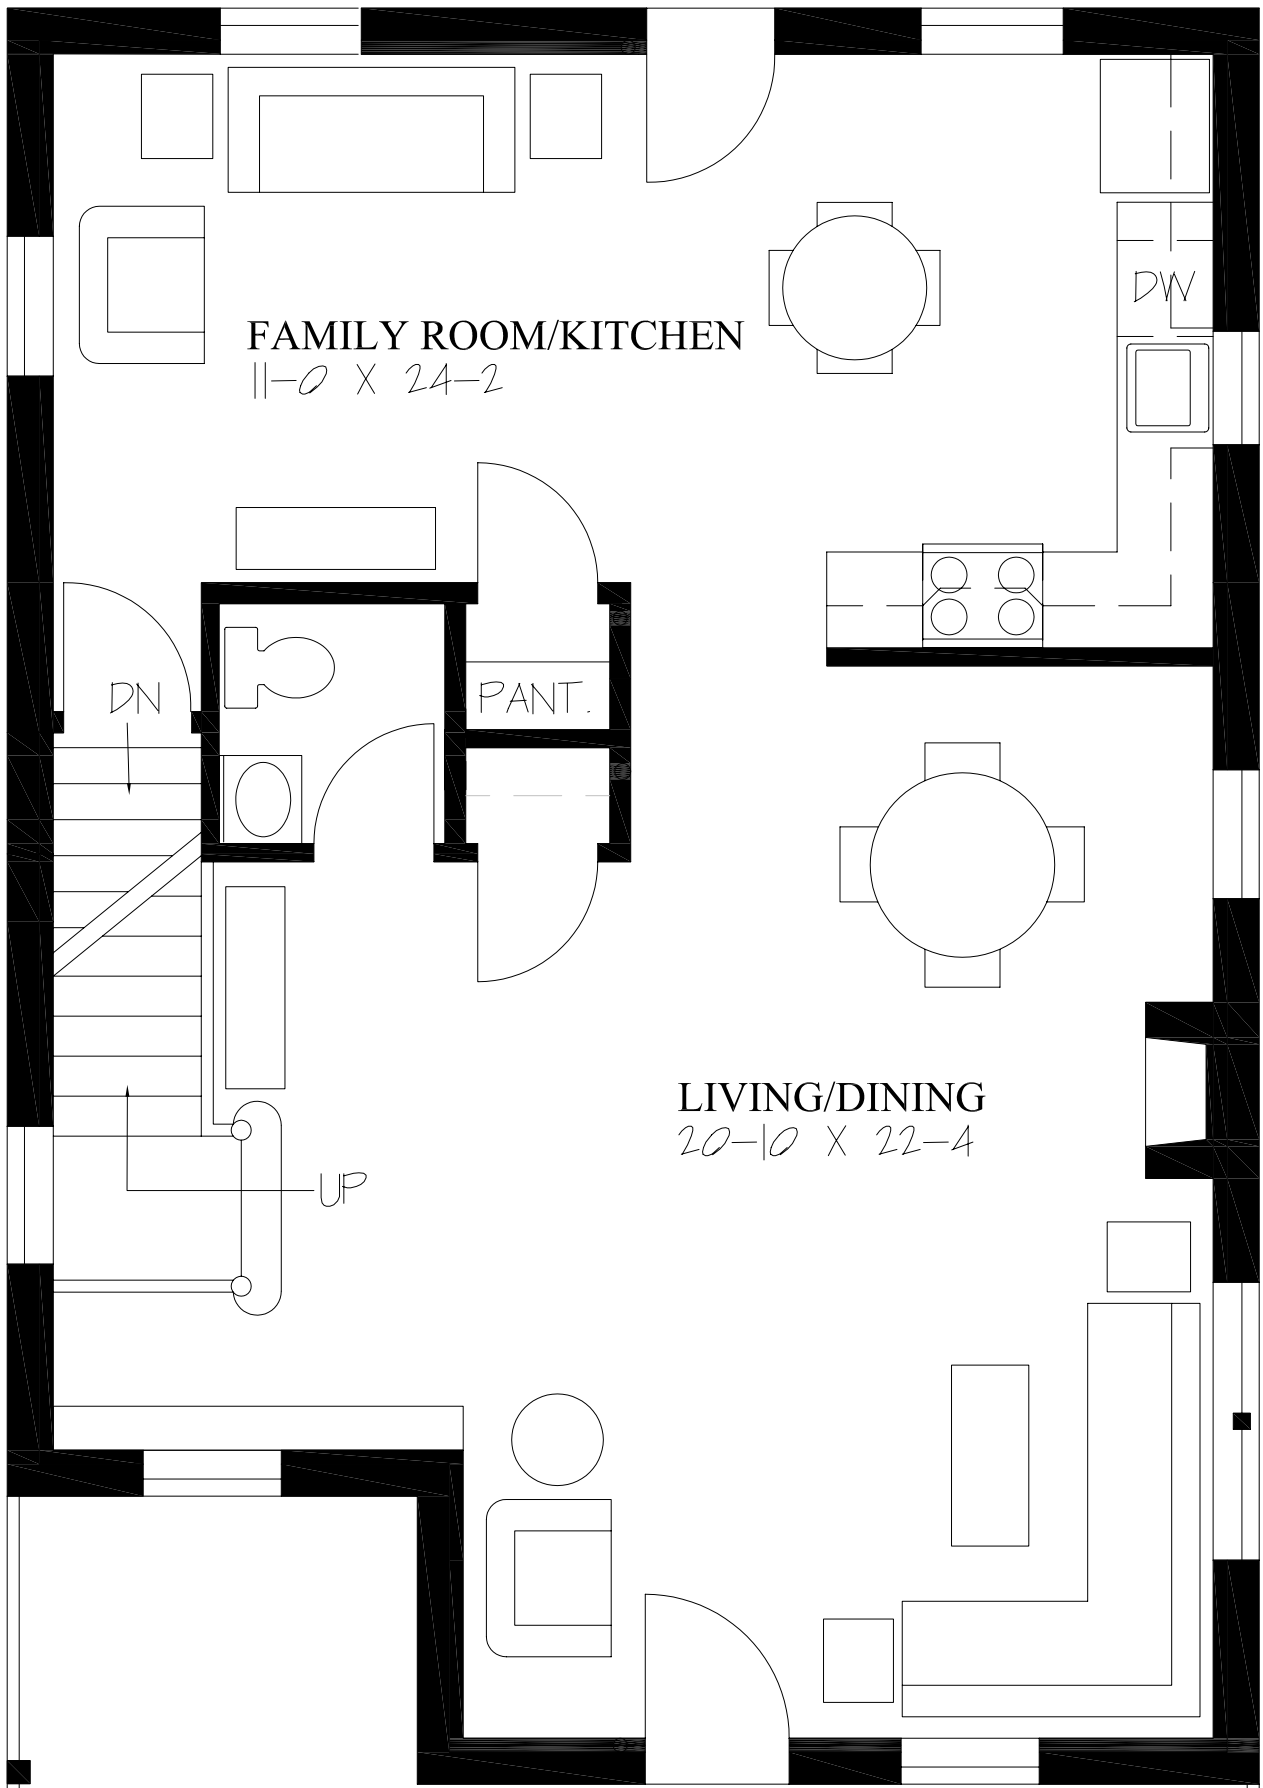 DW
FAMILY ROOM/KITCHEN
11-0 X 24-2
DN
PANT.
LIVING/DINING
20-10 X 22-4
UP